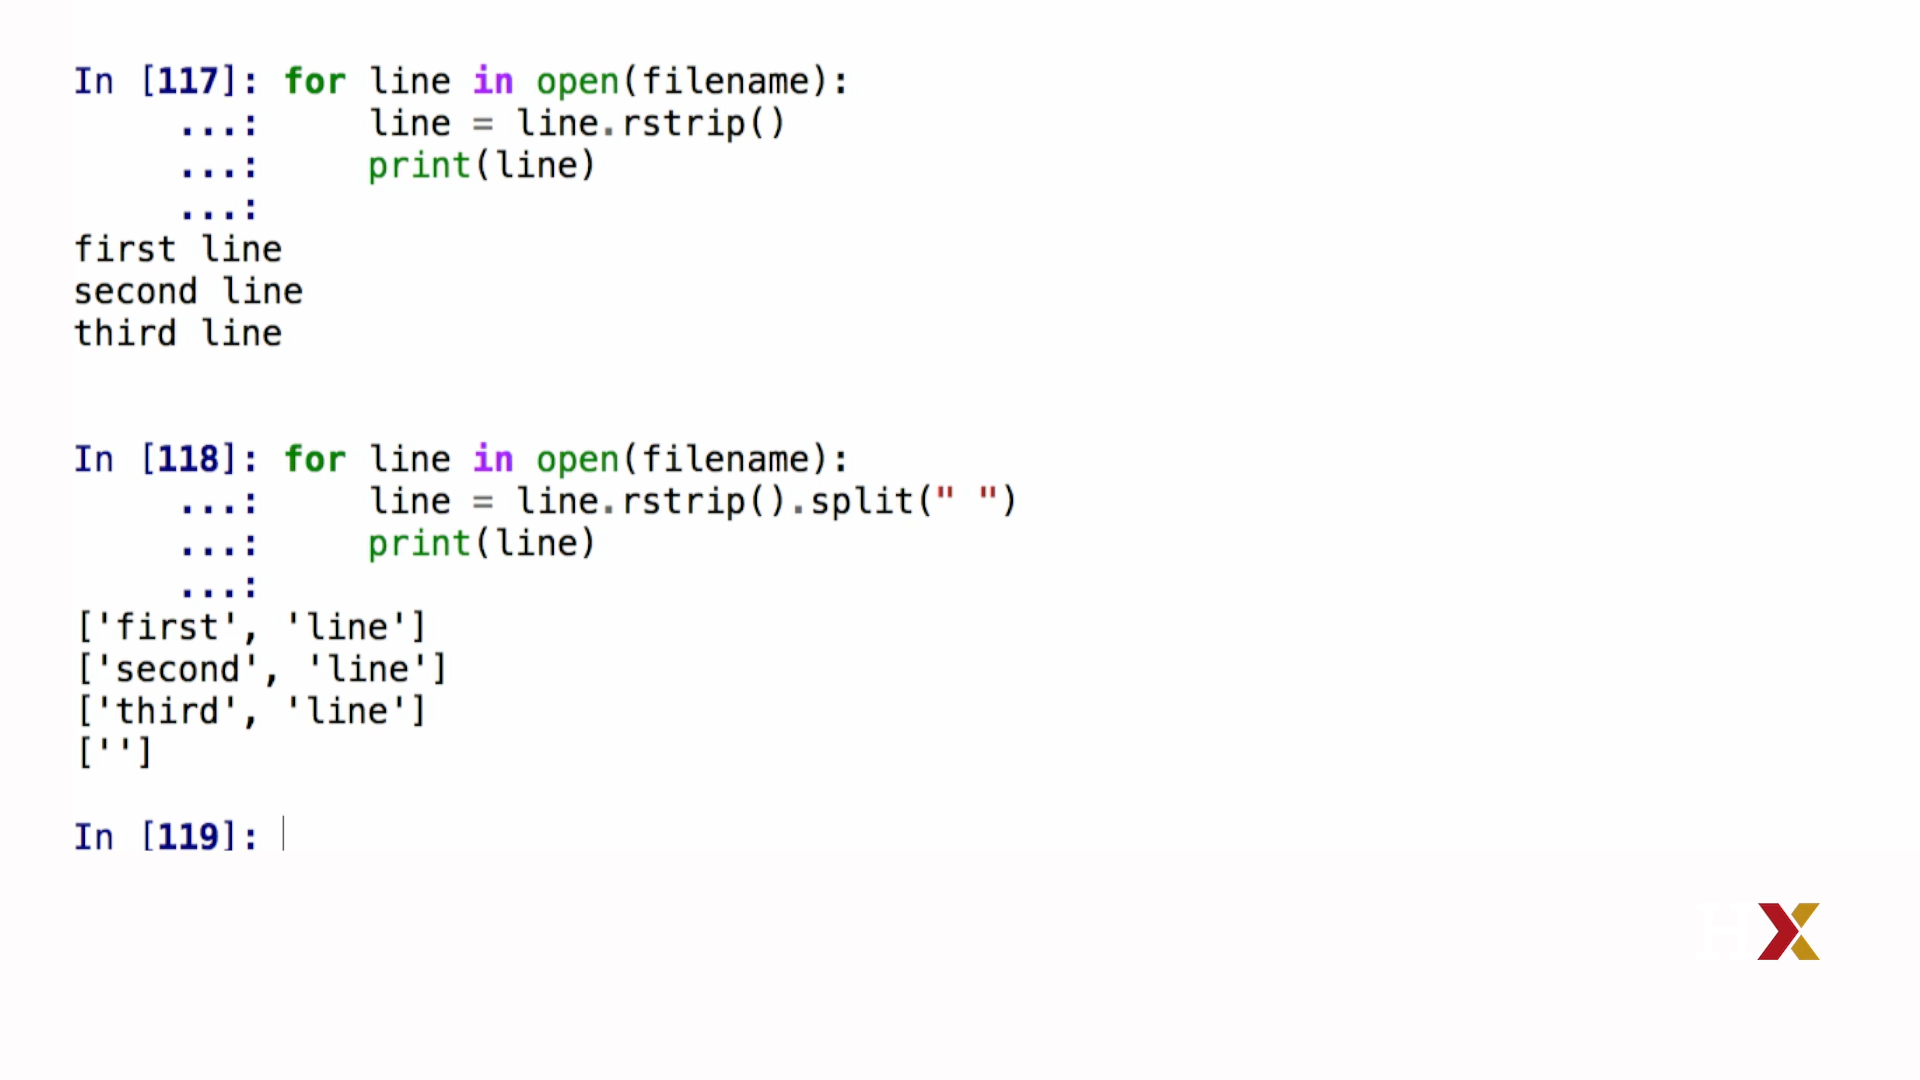 In [117]: for line in open(filename):
     ...:     line = line.rstrip()
     ...:     print(line)
     ...:
first line
second line
third line

In [118]: for line in open(filename):
     ...:     line = line.rstrip().split(" ")
     ...:     print(line)
     ...:
['first', 'line']
['second', 'line']
['third', 'line']
['']

In [119]:
HX